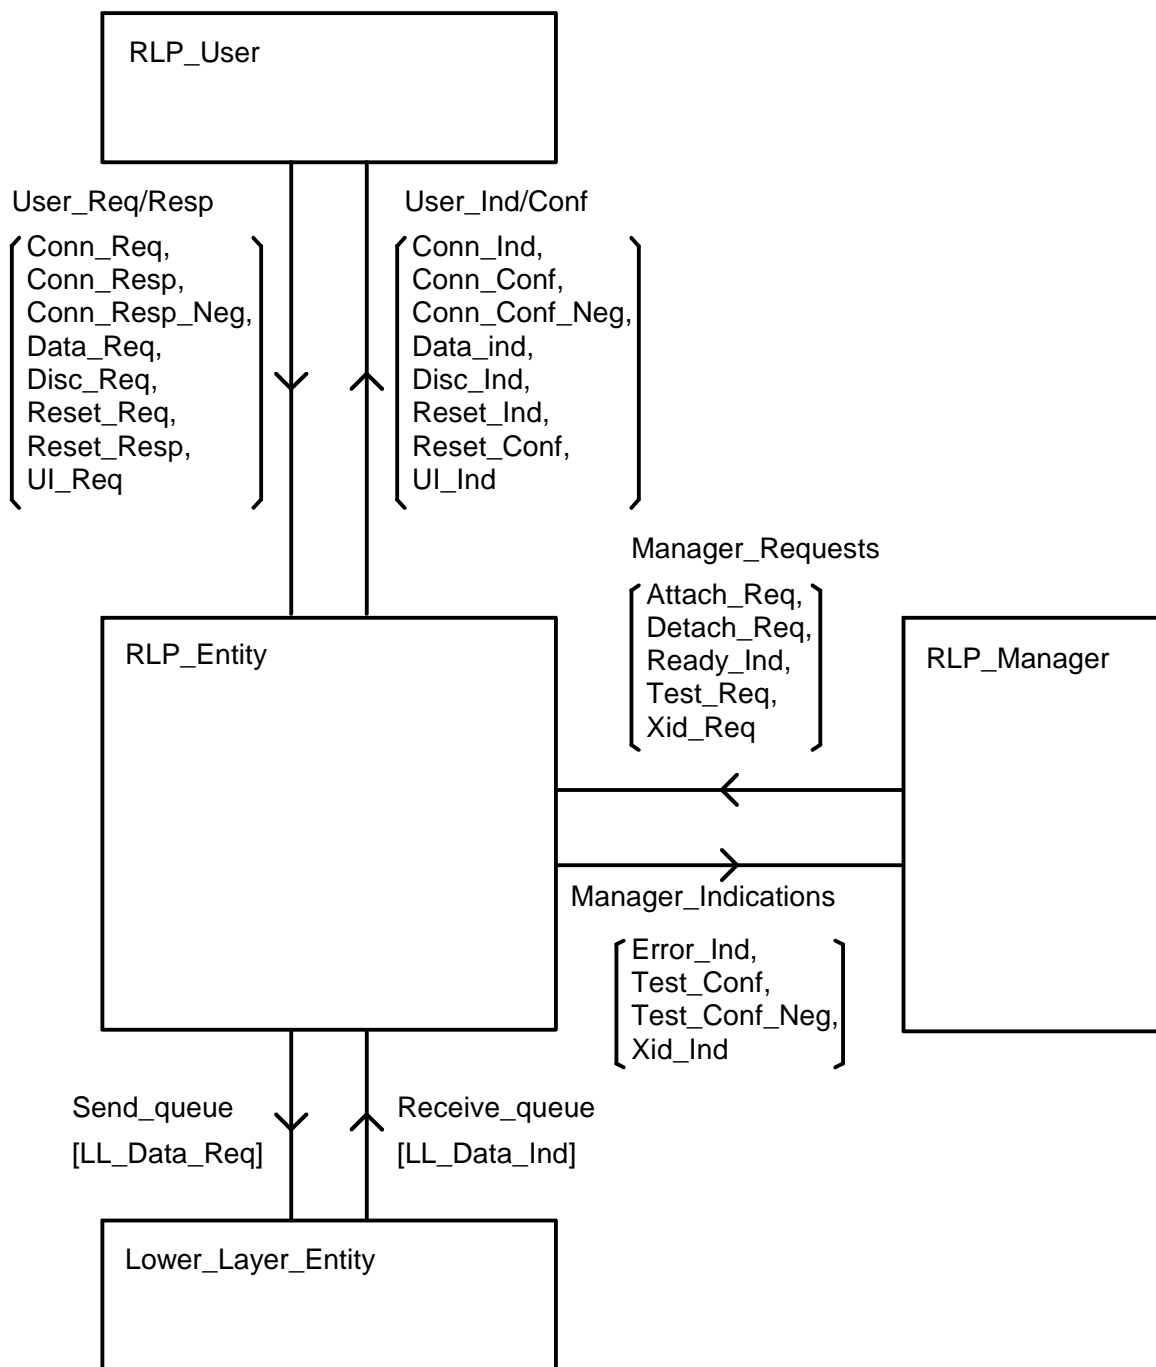 RLP_User
User_Req/Resp
Conn_Req,
Conn_Resp,
Conn_Resp_Neg,
Data_Req,
Disc_Req,
Reset_Req,
Reset_Resp,
UI_Req
User_Ind/Conf
Conn_Ind,
Conn_Conf,
Conn_Conf_Neg,
Data_ind,
Disc_Ind,
Reset_Ind,
Reset_Conf,
UI_Ind
Manager_Requests
Attach_Req,
Detach_Req,
Ready_Ind,
Test_Req,
Xid_Req
RLP_Entity
RLP_Manager
Manager_Indications
Error_Ind,
Test_Conf,
Test_Conf_Neg,
Xid_Ind
Send_queue
[LL_Data_Req]
Receive_queue
[LL_Data_Ind]
Lower_Layer_Entity